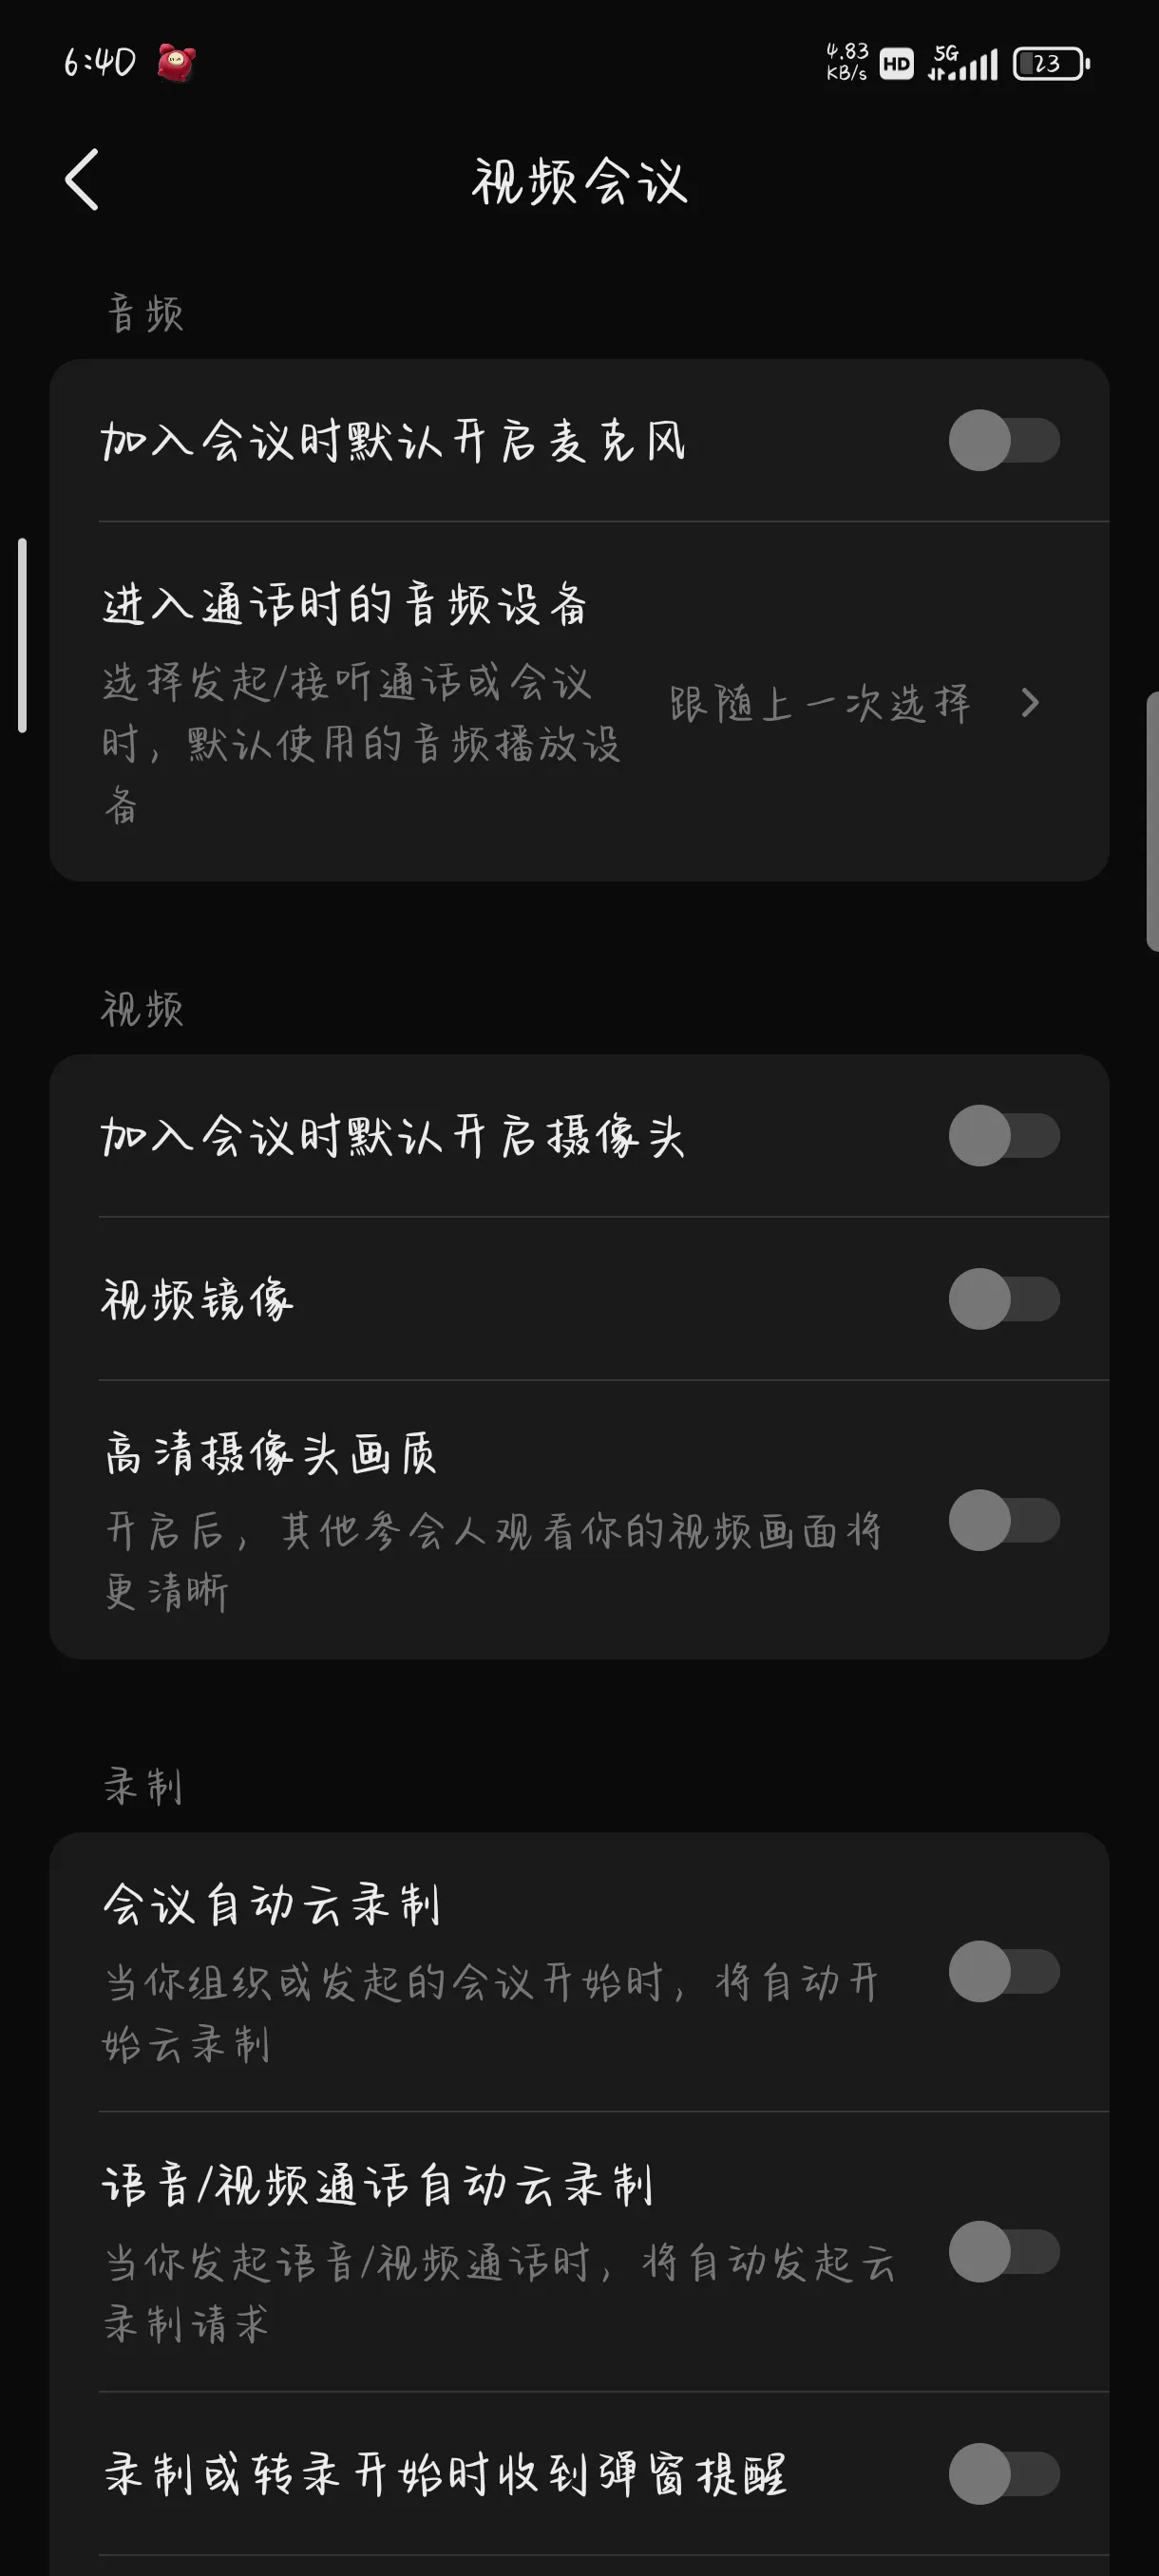 6:40
4.83 KB/s HD 5G 23
视频会议
音频
加入会议时默认开启麦克风
进入通话时的音频设备
选择发起/接听通话或会议
时，默认使用的音频播放设
备
跟随上一次选择
视频
加入会议时默认开启摄像头
视频镜像
高清摄像头画质
开启后，其他参会人观看你的视频画面将
更清晰
录制
会议自动云录制
当你组织或发起的会议开始时，将自动开
始云录制
语音/视频通话自动云录制
当你发起语音/视频通话时，将自动发起云
录制请求
录制或转录开始时收到弹窗提醒